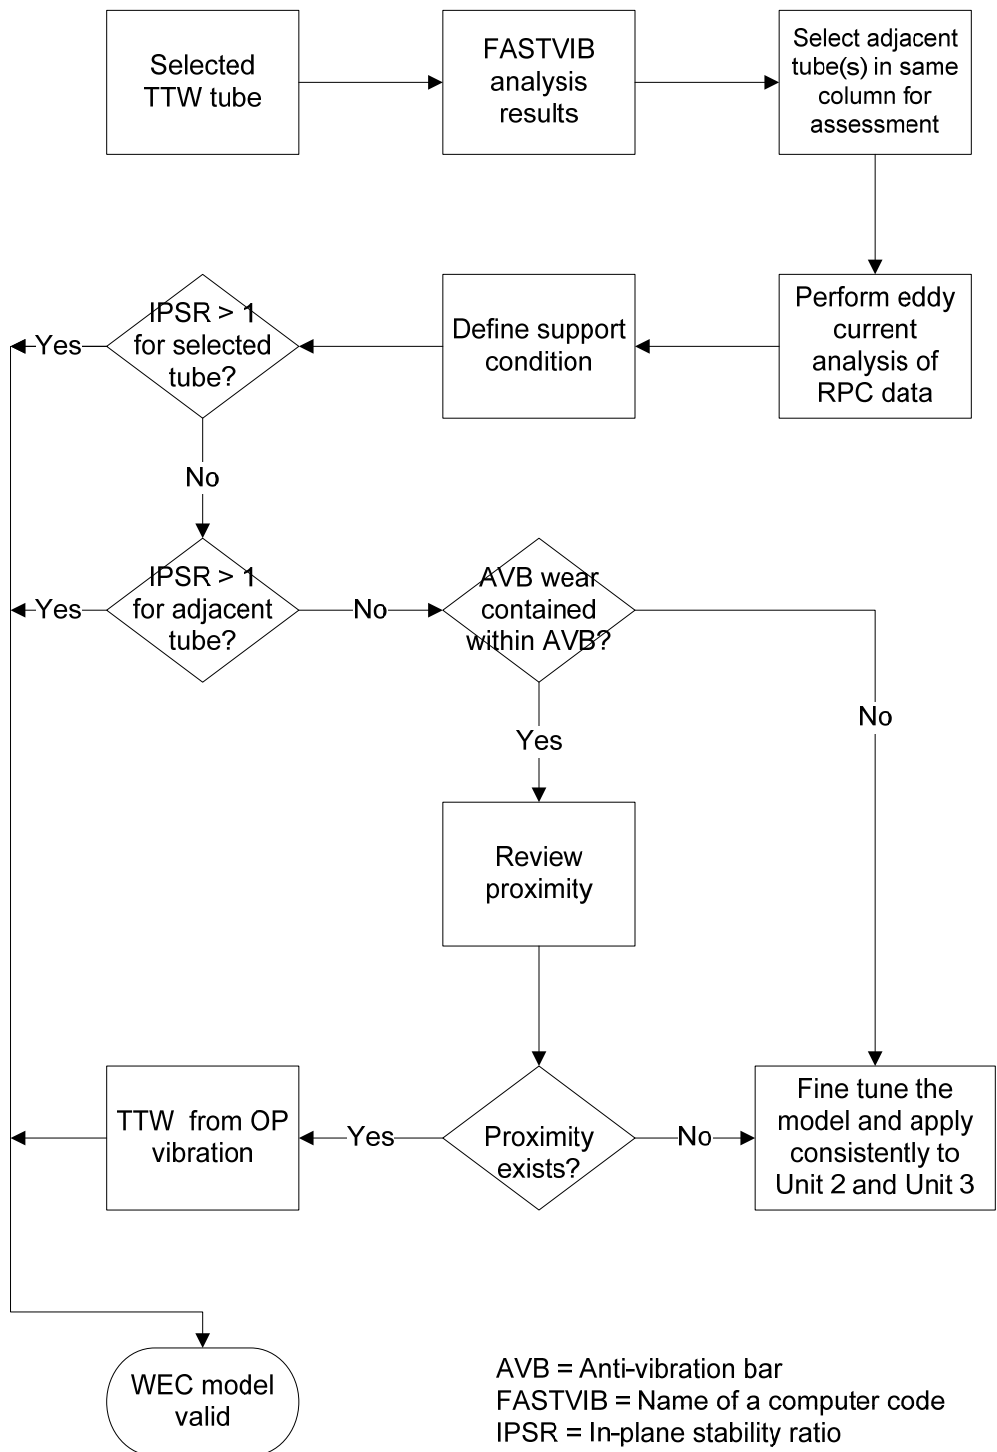 Selected
TTW tube
FASTVIB
analysis
results
Select adjacent
tube(s) in same
column for
assessment
Perform eddy
current
analysis of
RPC data
Define support
condition
IPSR > 1
for selected
tube?
Yes
No
IPSR > 1
for adjacent
tube?
Yes
No
AVB wear
contained
within AVB?
No
Yes
Review
proximity
Proximity
exists?
Yes
No
TTW from OP
vibration
Fine tune the
model and apply
consistently to
Unit 2 and Unit 3
WEC model
valid
AVB = Anti-vibration bar
FASTVIB = Name of a computer code
IPSR = In-plane stability ratio